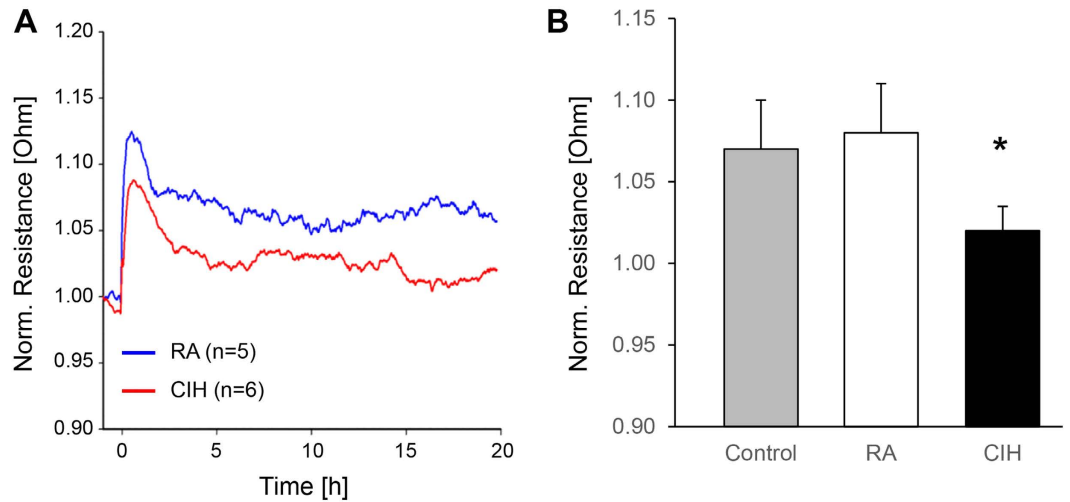 A
Norm. Resistance [Ohm]
1.20
1.15
1.10
1.05
1.00
0.95
0.90
RA (n=5)
CIH (n=6)
0
5
10
15
20
Time [h]
B
Norm. Resistance [Ohm]
1.15
1.10
1.05
1.00
0.95
0.90
*
Control
RA
CIH